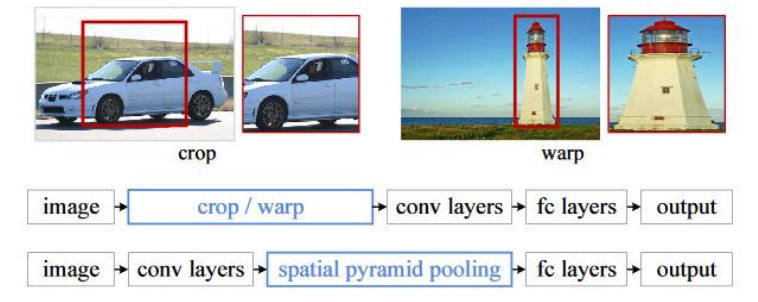 crop
warp
image
crop / warp
conv layers
fc layers
output
image
conv layers
spatial pyramid pooling
fc layers
output